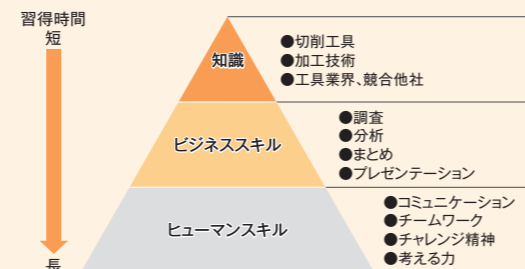 習得時間
短
知識
●切削工具
●加工技術
●工具業界、競合他社
ビジネススキル
●調査
●分析
●まとめ
●プレゼンテーション
ヒューマンスキル
●コミュニケーション
●チームワーク
●チャレンジ精神
●考える力
長